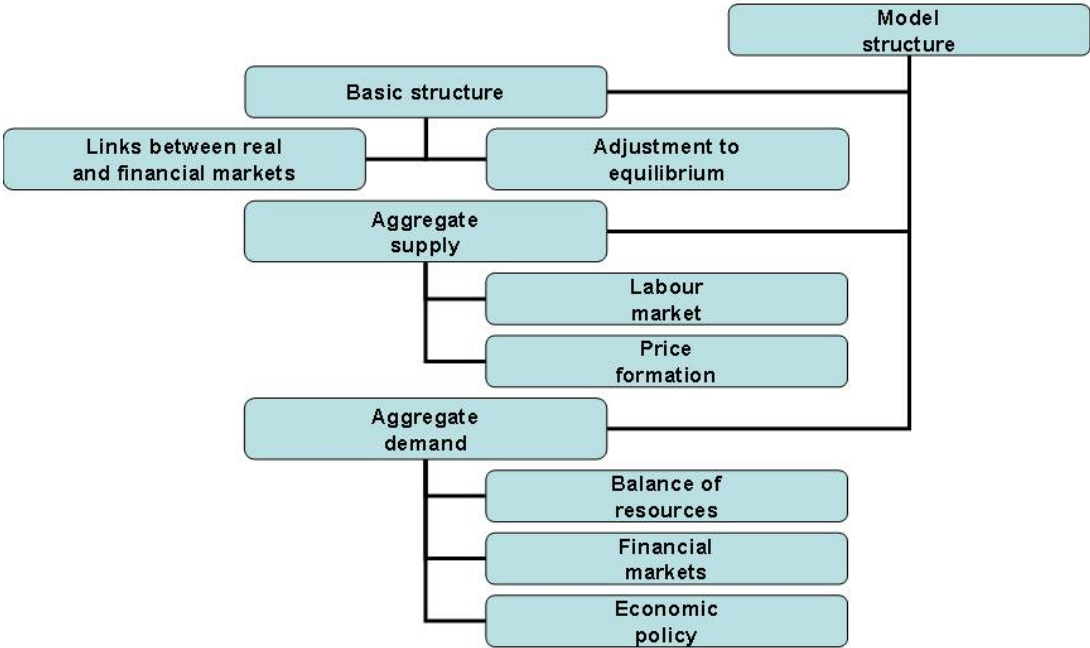 Model
structure
Basic structure
Links between real
and financial markets
Adjustment to
equilibrium
Aggregate
supply
Labour
market
Price
formation
Aggregate
demand
Balance of
resources
Financial
markets
Economic
policy